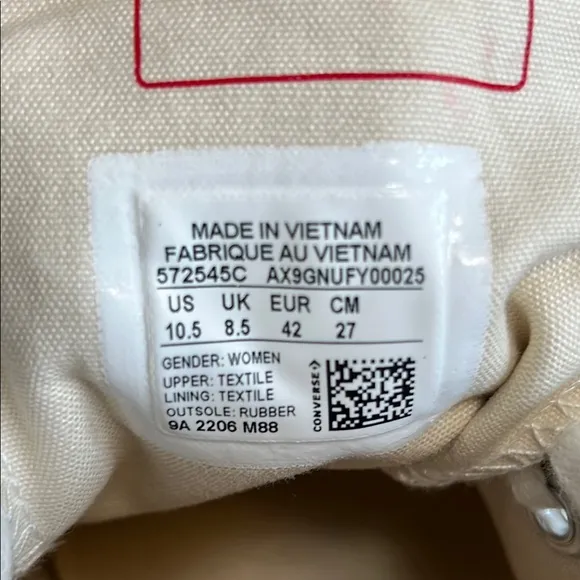 MADE IN VIETNAM
FABRIQUE AU VIETNAM
572545C AX9GNUFY00025
US UK EUR CM
10.5 8.5 42 27
GENDER: WOMEN
UPPER: TEXTILE
LINING: TEXTILE
OUTSOLE: RUBBER
9A 2206 M88
CONVERSE